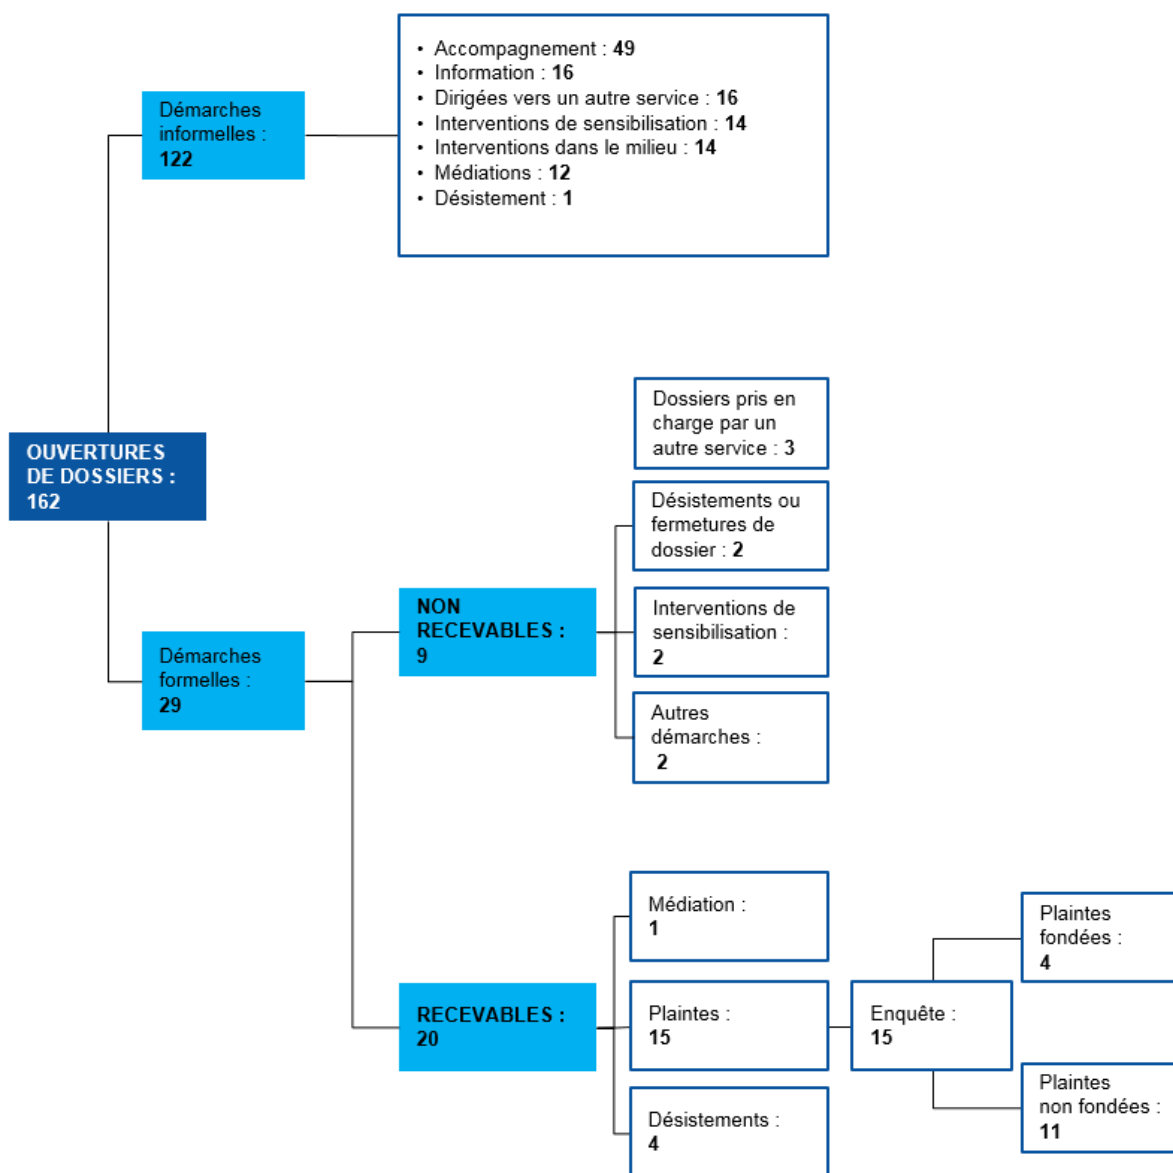 • Accompagnement : 49
• Information : 16
• Dirigées vers un autre service : 16
• Interventions de sensibilisation : 14
• Interventions dans le milieu : 14
• Médiations : 12
• Désistement : 1
Démarches
informelles :
122
OUVERTURES
DE DOSSIERS :
162
Démarches
formelles :
29
NON
RECEVABLES :
9
Dossiers pris en
charge par un
autre service : 3
Désistements ou
fermetures de
dossier : 2
Interventions de
sensibilisation :
2
Autres
démarches :
2
RECEVABLES :
20
Médiation :
1
Plaintes :
15
Désistements :
4
Enquête :
15
Plaintes
fondées :
4
Plaintes
non fondées :
11